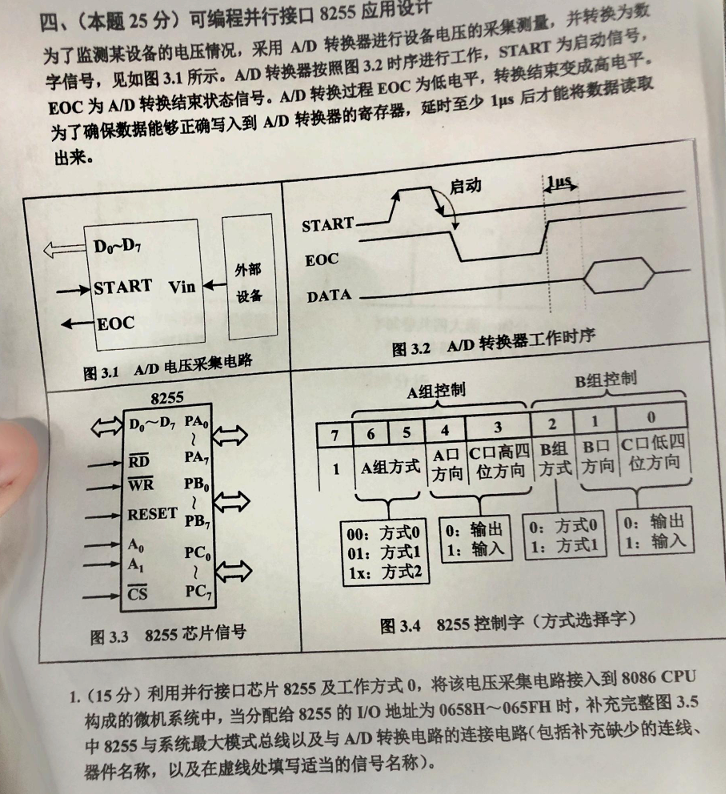 四、（本题 25 分）可编程并行接口 8255 应用设计
为了监测某设备的电压情况，采用 A/D 转换器进行设备电压的采集测量，并转换为数
字信号，见如图 3.1 所示。A/D 转换器按照图 3.2 时序进行工作，START 为启动信号，
EOC 为 A/D 转换结束状态信号。A/D 转换过程 EOC 为低电平，转换结束变成高电平。
为了确保数据能够正确写入到 A/D 转换器的寄存器，延时至少 1μs 后才能将数据读取
出来。
D0~D7
START Vin
EOC
外部
设备
图 3.1 A/D 电压采集电路
启动
1μs
START
EOC
DATA
图 3.2 A/D 转换器工作时序
8255
D0～D7 PA0
～
RD PA7
WR PB0
～
RESET PB7
A0
A1 PC0
～
CS PC7
图 3.3 8255 芯片信号
A组控制
B组控制
7 6 5 4 3 2 1 0
1 A组方式 A口方向 C口高四位方向 B组方式 B口方向 C口低四位方向
00：方式0
01：方式1
1x：方式2
0：输出
1：输入
0：方式0
1：方式1
0：输出
1：输入
图 3.4 8255 控制字（方式选择字）
1.（15 分）利用并行接口芯片 8255 及工作方式 0，将该电压采集电路接入到 8086 CPU
构成的微机系统中，当分配给 8255 的 I/O 地址为 0658H～065FH 时，补充完整图 3.5
中 8255 与系统最大模式总线以及与 A/D 转换电路的连接电路（包括补充缺少的连线、
器件名称，以及在虚线处填写适当的信号名称）。